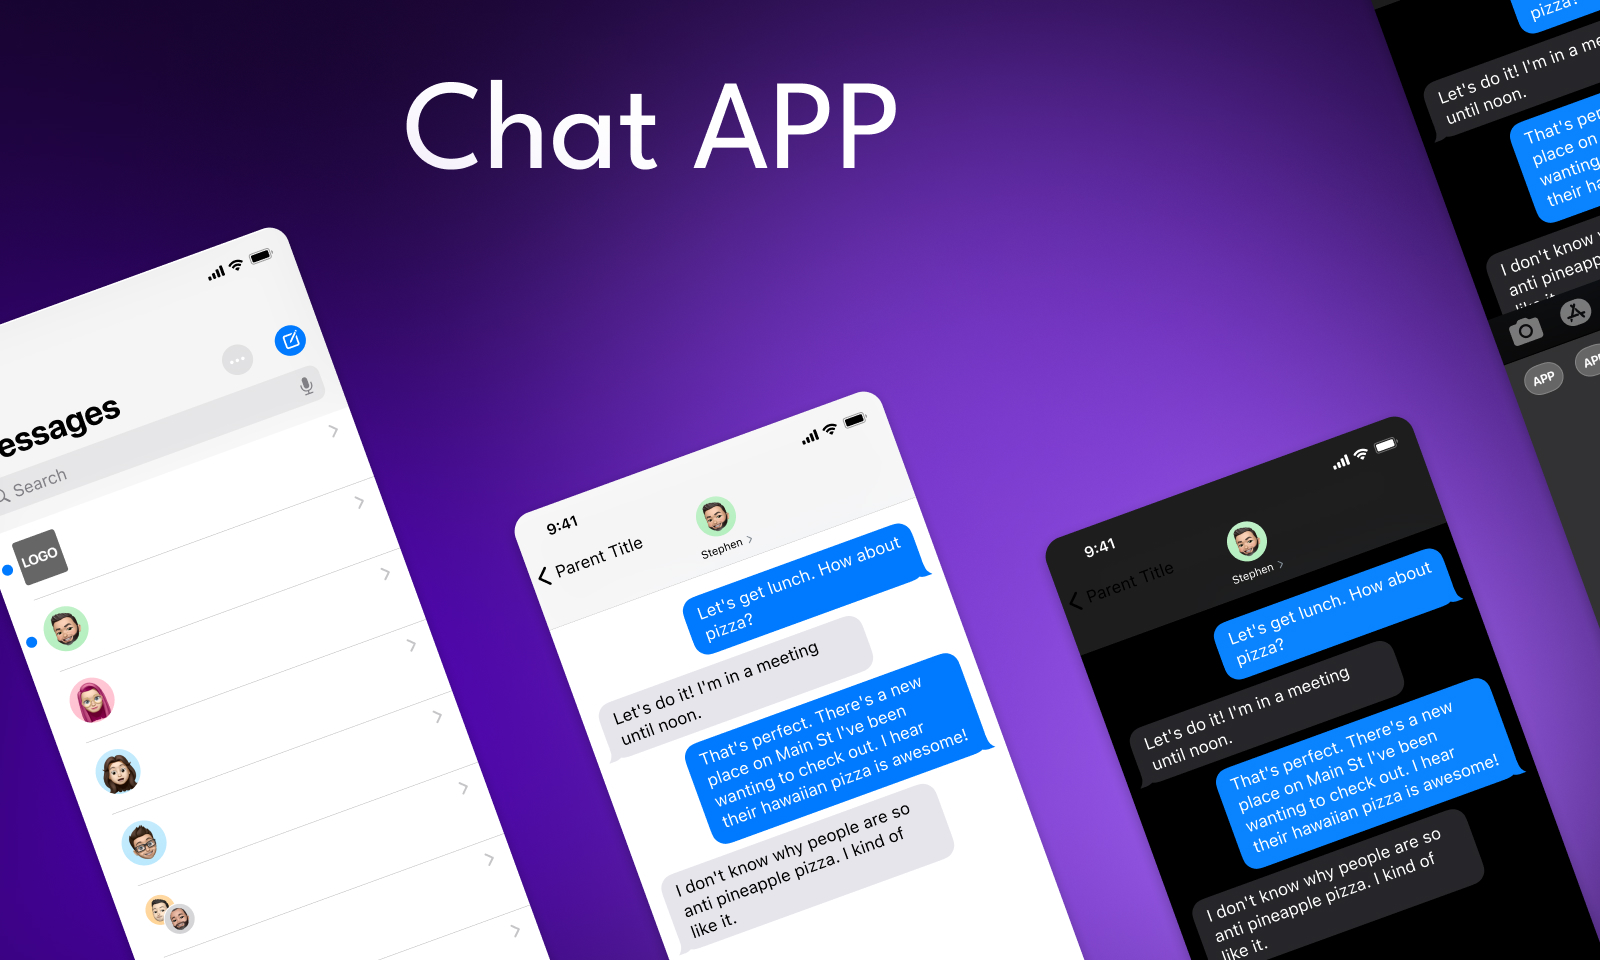 Chat APP
essages
Search
LOGO
9:41
Parent Title
Stephen
Let's get lunch. How about
pizza?
Let's do it! I'm in a meeting
until noon.
That's perfect. There's a new
place on Main St I've been
wanting to check out. I hear
their hawaiian pizza is awesome!
I don't know why people are so
anti pineapple pizza. I kind of
like it.
9:41
Parent Title
Stephen
Let's get lunch. How about
pizza?
Let's do it! I'm in a meeting
until noon.
That's perfect. There's a new
place on Main St I've been
wanting to check out. I hear
their hawaiian pizza is awesome!
I don't know why people are so
anti pineapple pizza. I kind of
like it.
pizza?
Let's do it! I'm in a me
until noon.
That's per
place on
wanting
their ha
I don't know
anti pineapp
like it.
APP
APP